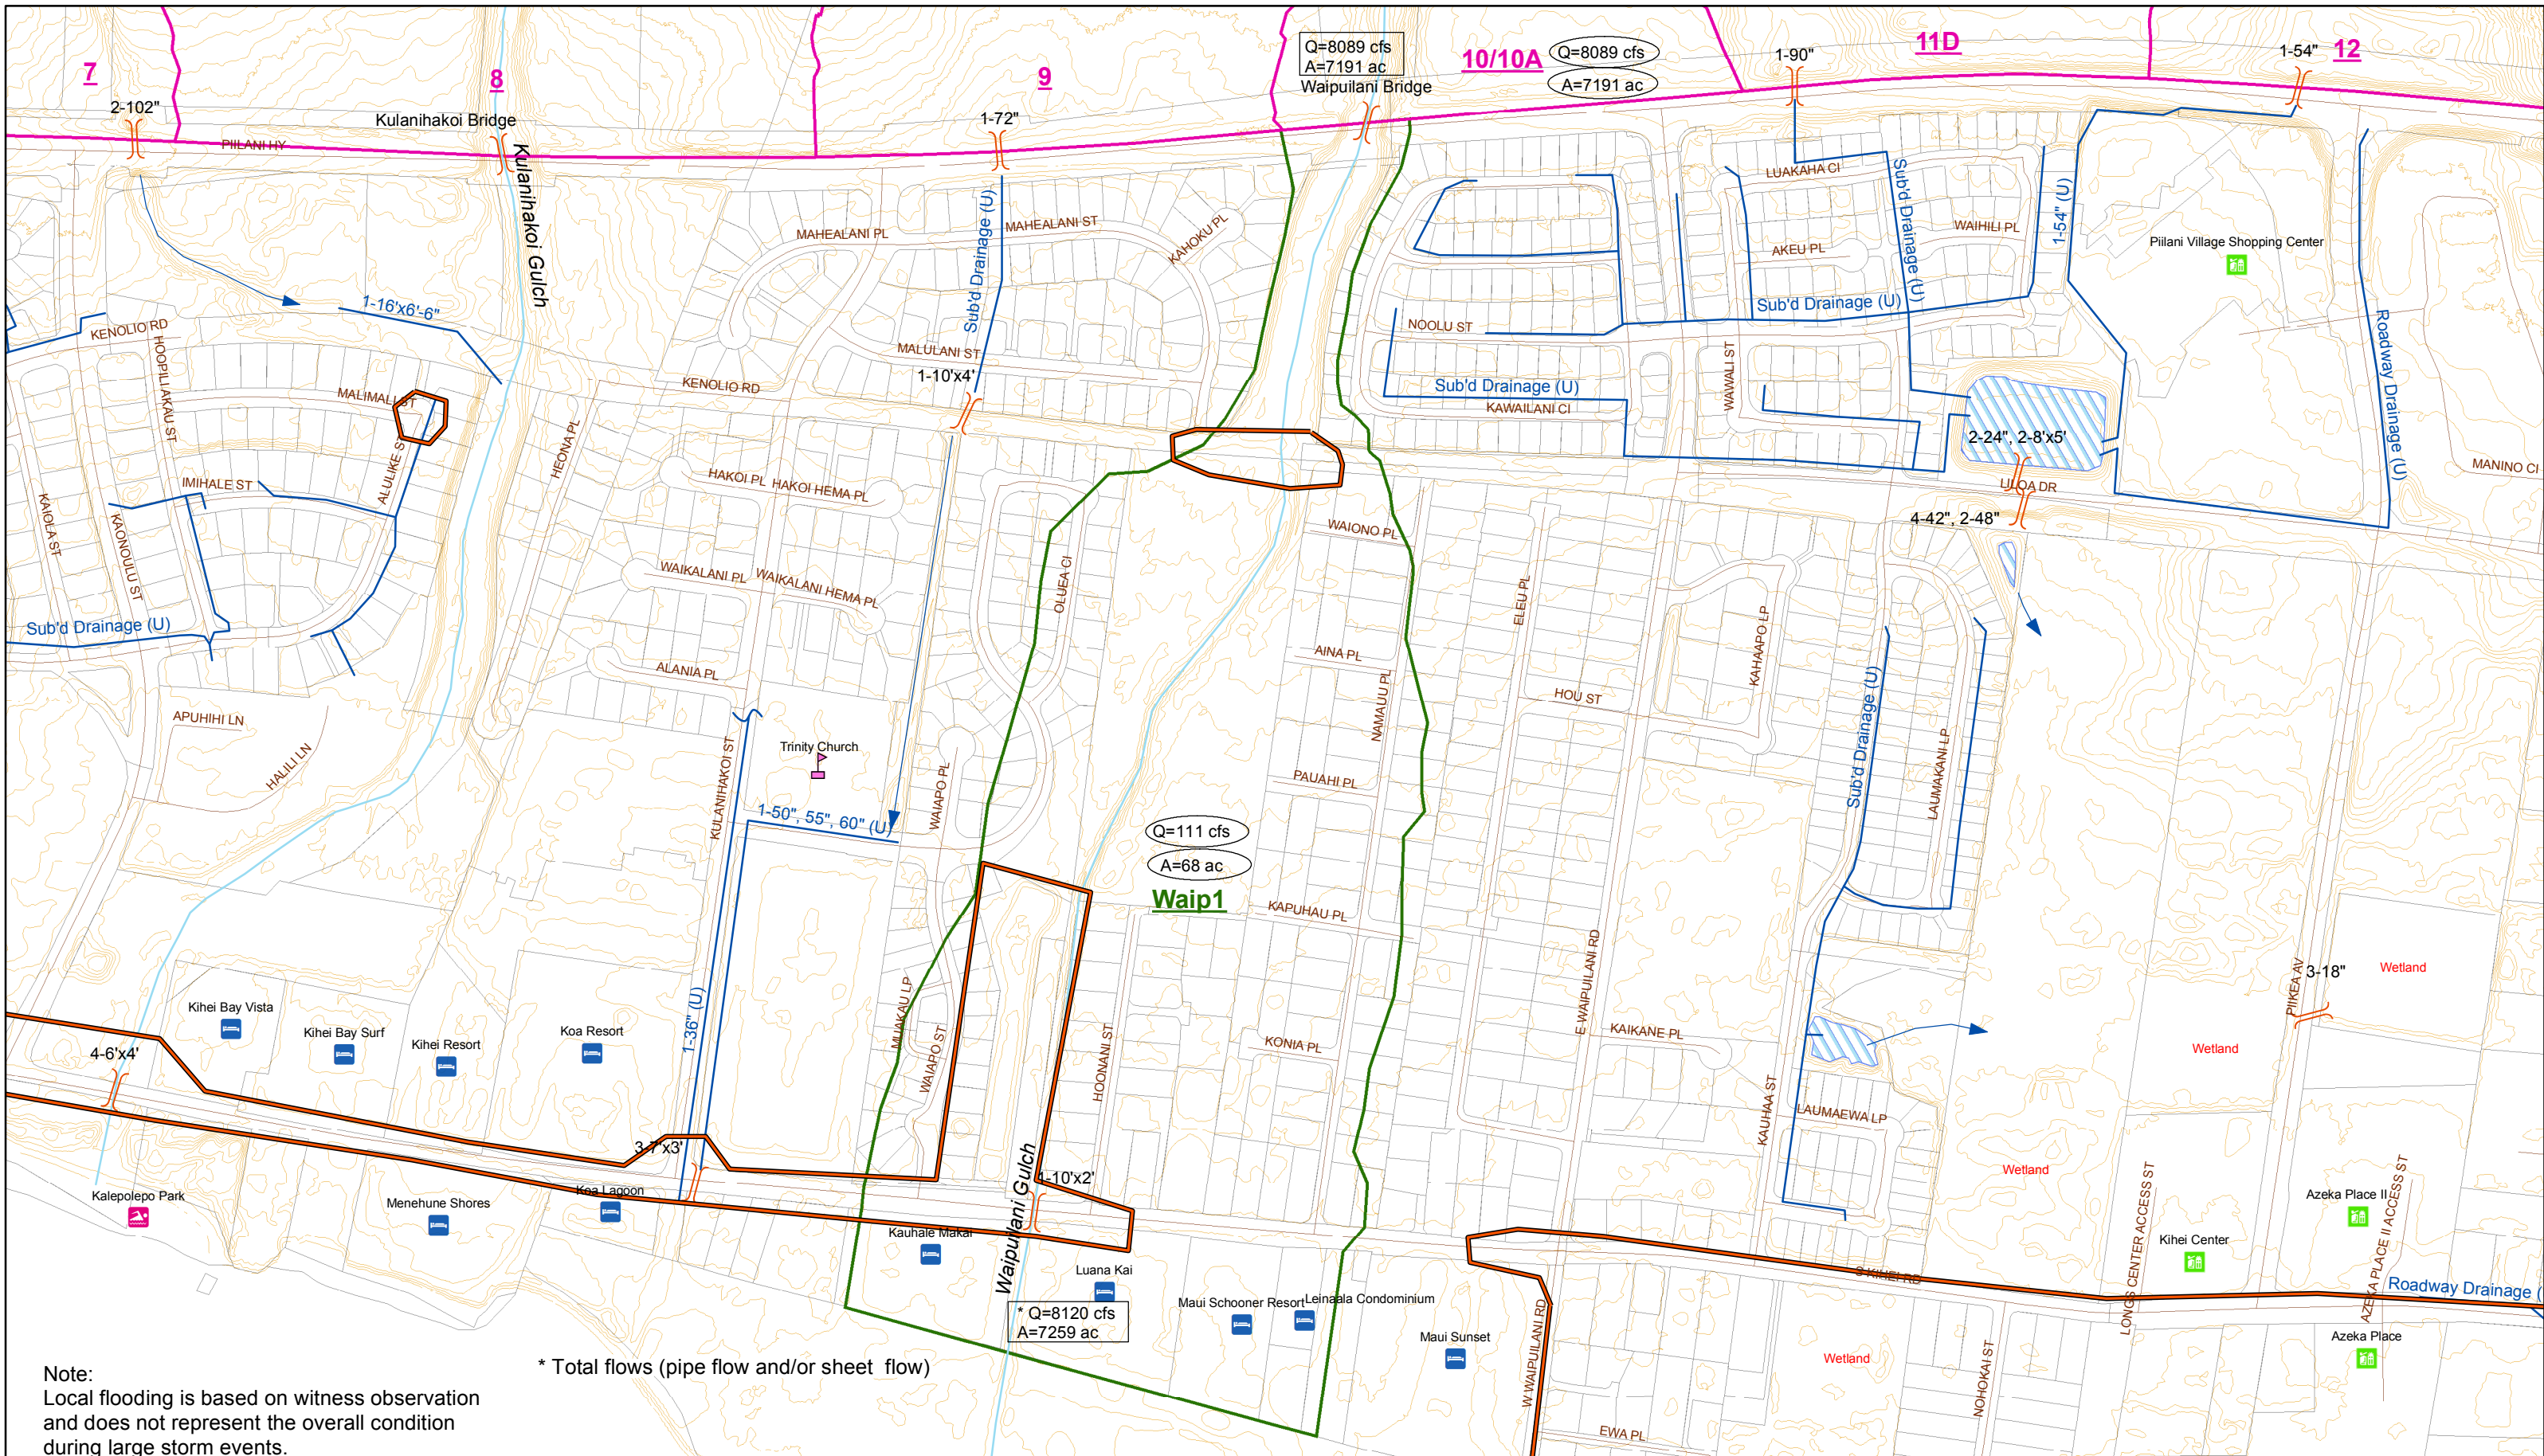 7
8
9
10/10A
11D
12
2-102"
Kulanihakoi Bridge
1-72"
Q=8089 cfs
A=7191 ac
Waipuilani Bridge
Q=8089 cfs
A=7191 ac
1-90"
1-54"
PIILANI HY
Kulanihakoi Gulch
MAHEALANI PL
MAHEALANI ST
KAHOKU PL
Sub'd Drainage (U)
LUAKAHA CI
Sub'd Drainage (U)
AKEU PL
WAIHILI PL
1-54" (U)
Piilani Village Shopping Center
1-16'x6'-6"
KENOLIO RD
HOOPILI AKAU ST
MALULANI ST
1-10'x4'
KENOLIO RD
NOOLU ST
Sub'd Drainage (U)
Sub'd Drainage (U)
KAWAILANI CI
WAWALI ST
Roadway Drainage (U)
MALIMALI ST
ALULIKE ST
HEONA PL
HAKOI PL
HAKOI HEMA PL
2-24", 2-8'x5'
ULOA DR
MANINO CI
IMIHALE ST
KAIOLA ST
KAONOULU ST
4-42", 2-48"
WAIONO PL
WAIKALANI PL
WAIKALANI HEMA PL
OLUEA CI
ELEU PL
KAHAAPO LP
Sub'd Drainage (U)
ALANIA PL
AINA PL
NAMAUU PL
HOU ST
APUHIHI LN
HALILI LN
KULANIHAKOI ST
Trinity Church
WAIAPO PL
PAUAHI PL
Sub'd Drainage (U)
LAUMAKANI LP
1-50", 55", 60" (U)
Q=111 cfs
A=68 ac
Waip1
KAPUHAU PL
E WAIPUILANI RD
Wetland
3-18"
PIIKEA AV
Kihei Bay Vista
Kihei Bay Surf
Kihei Resort
Koa Resort
1-36" (U)
MUAKAU LP
WAIAPO ST
HOONANI ST
KONIA PL
KAIKANE PL
Wetland
4-6'x4'
KAUHAA ST
LAUMAEWA LP
3-7'x3'
Waipuilani Gulch
4-10'x2'
Wetland
LONGS CENTER ACCESS ST
AZEKA PLACE II ACCESS ST
Azeka Place II
Kalepolepo Park
Menehune Shores
Koa Lagoon
Kauhale Makai
Luana Kai
Kihei Center
S KIHEI RD
Roadway Drainage (
* Q=8120 cfs
A=7259 ac
Maui Schooner Resort
Leinaala Condominium
Maui Sunset
W WAIPUILANI RD
Wetland
NOHOKAI ST
Azeka Place
EWA PL
* Total flows (pipe flow and/or sheet flow)
Note:
Local flooding is based on witness observation
and does not represent the overall condition
during large storm events.